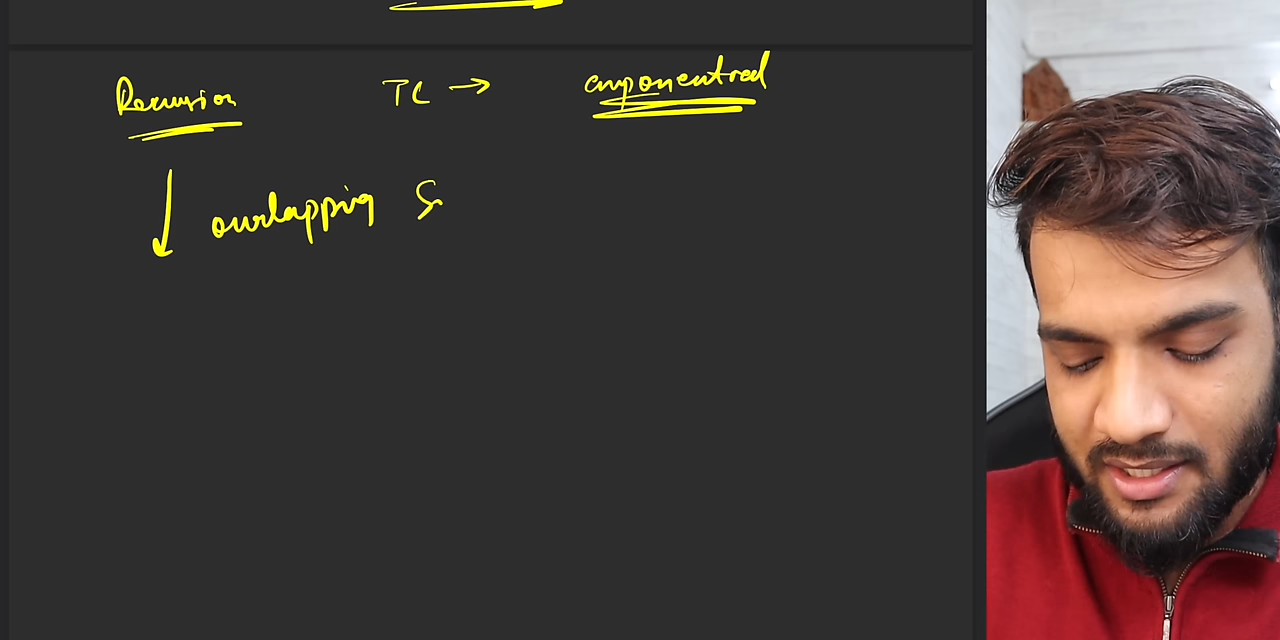 Recursion TC → exponential
↓ overlapping S